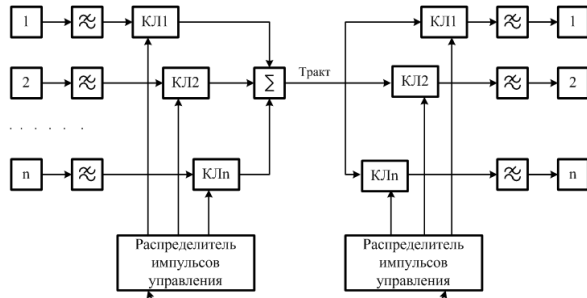 1 КЛ1 КЛ1 1
2 КЛ2 Σ Тракт КЛ2 2
. . . . . .
n КЛn КЛn n
Распределитель импульсов управления
Распределитель импульсов управления